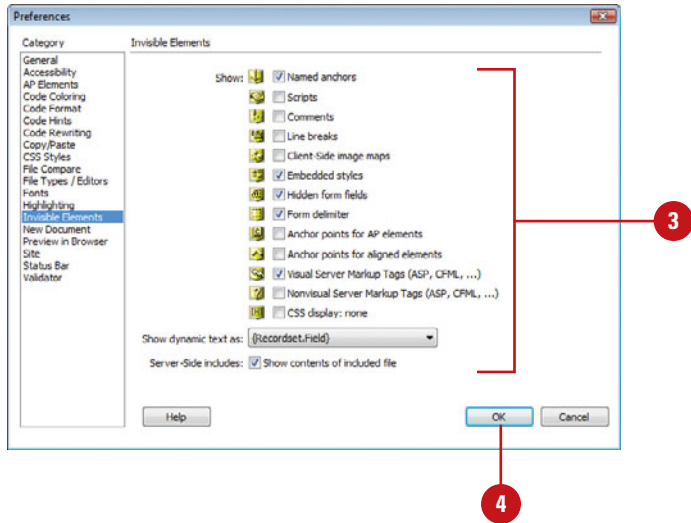 Preferences
Category
General
Accessibility
AP Elements
Code Coloring
Code Format
Code Hints
Code Rewriting
Copy/Paste
CSS Styles
File Compare
File Types / Editors
Fonts
Highlighting
Invisible Elements
New Document
Preview in Browser
Site
Status Bar
Validator
Invisible Elements
Show: Named anchors
Scripts
Comments
Line breaks
Client-Side image maps
Embedded styles
Hidden form fields
Form delimiter
Anchor points for AP elements
Anchor points for aligned elements
Visual Server Markup Tags (ASP, CFML, ...)
Nonvisual Server Markup Tags (ASP, CFML, ...)
CSS display: none
Show dynamic text as: {Recordset.Field}
Server-Side includes: Show contents of included file
Help OK Cancel
3
4